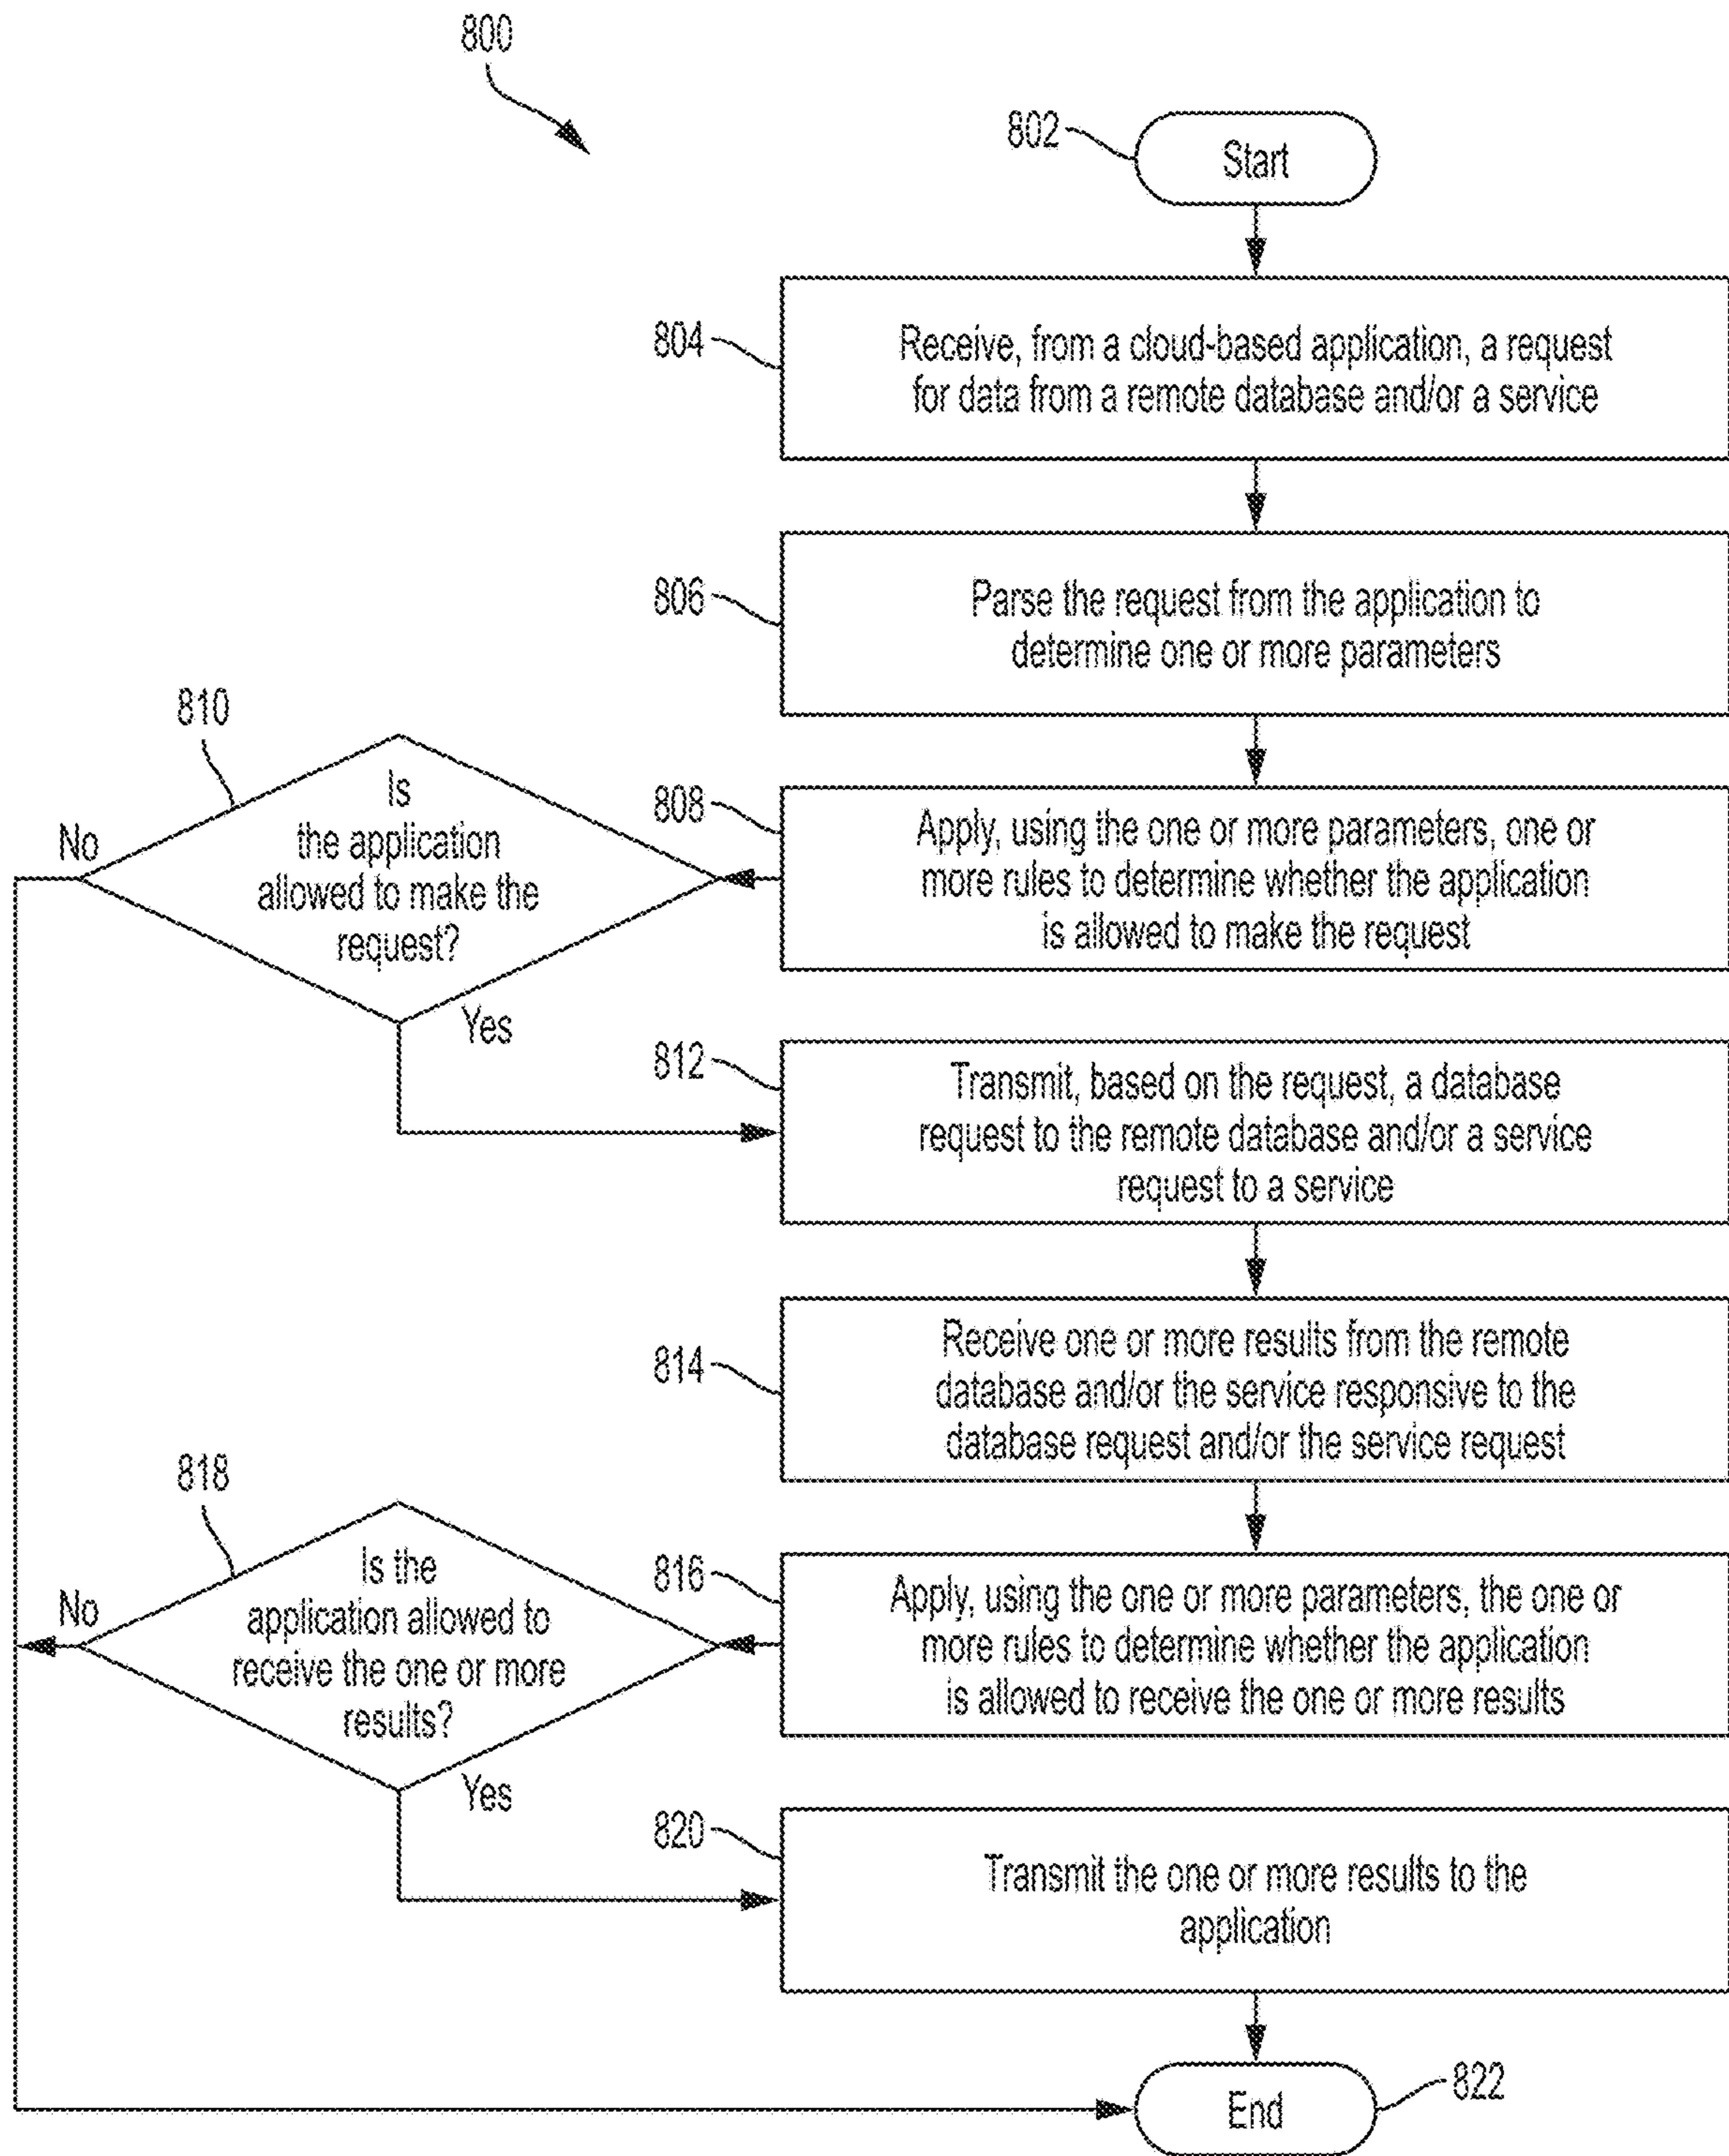 800
802
Start
804
Receive, from a cloud-based application, a request
for data from a remote database and/or a service
806
Parse the request from the application to
determine one or more parameters
808
Apply, using the one or more parameters, one or
more rules to determine whether the application
is allowed to make the request
810
Is
the application
allowed to make the
request?
No
Yes
812
Transmit, based on the request, a database
request to the remote database and/or a service
request to a service
814
Receive one or more results from the remote
database and/or the service responsive to the
database request and/or the service request
816
Apply, using the one or more parameters, the one or
more rules to determine whether the application
is allowed to receive the one or more results
818
Is the
application allowed to
receive the one or more
results?
No
Yes
820
Transmit the one or more results to the
application
End
822